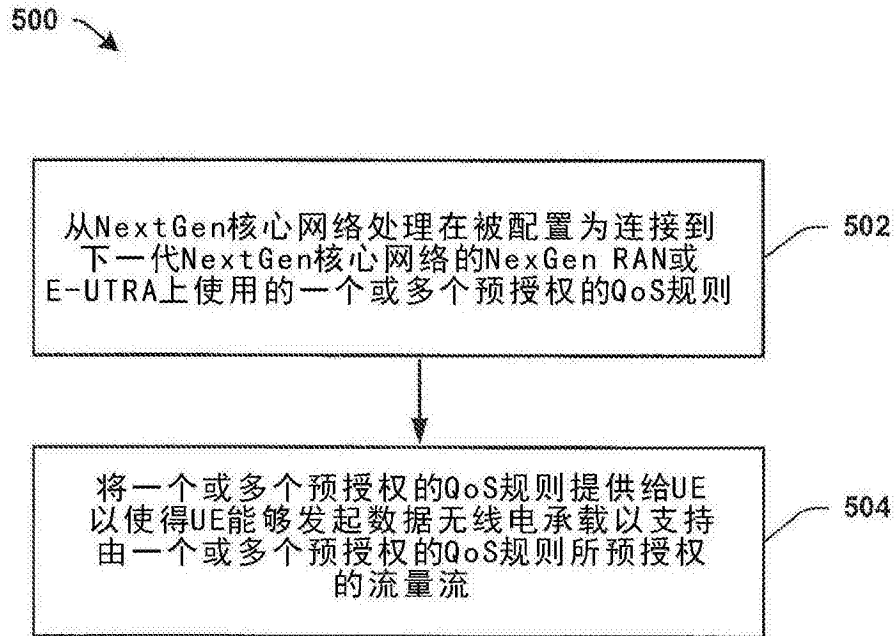 500
从NextGen核心网络处理在被配置为连接到
下一代NextGen核心网络的NexGen RAN或
E-UTRA上使用的一个或多个预授权的QoS规则
502
将一个或多个预授权的QoS规则提供给UE
以使得UE能够发起数据无线电承载以支持
由一个或多个预授权的QoS规则所预授权
的流量流
504